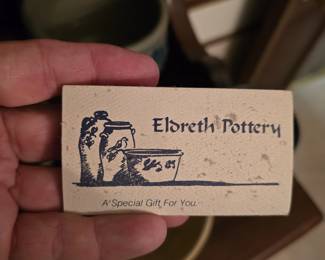 Eldreth Pottery
A Special Gift For You.